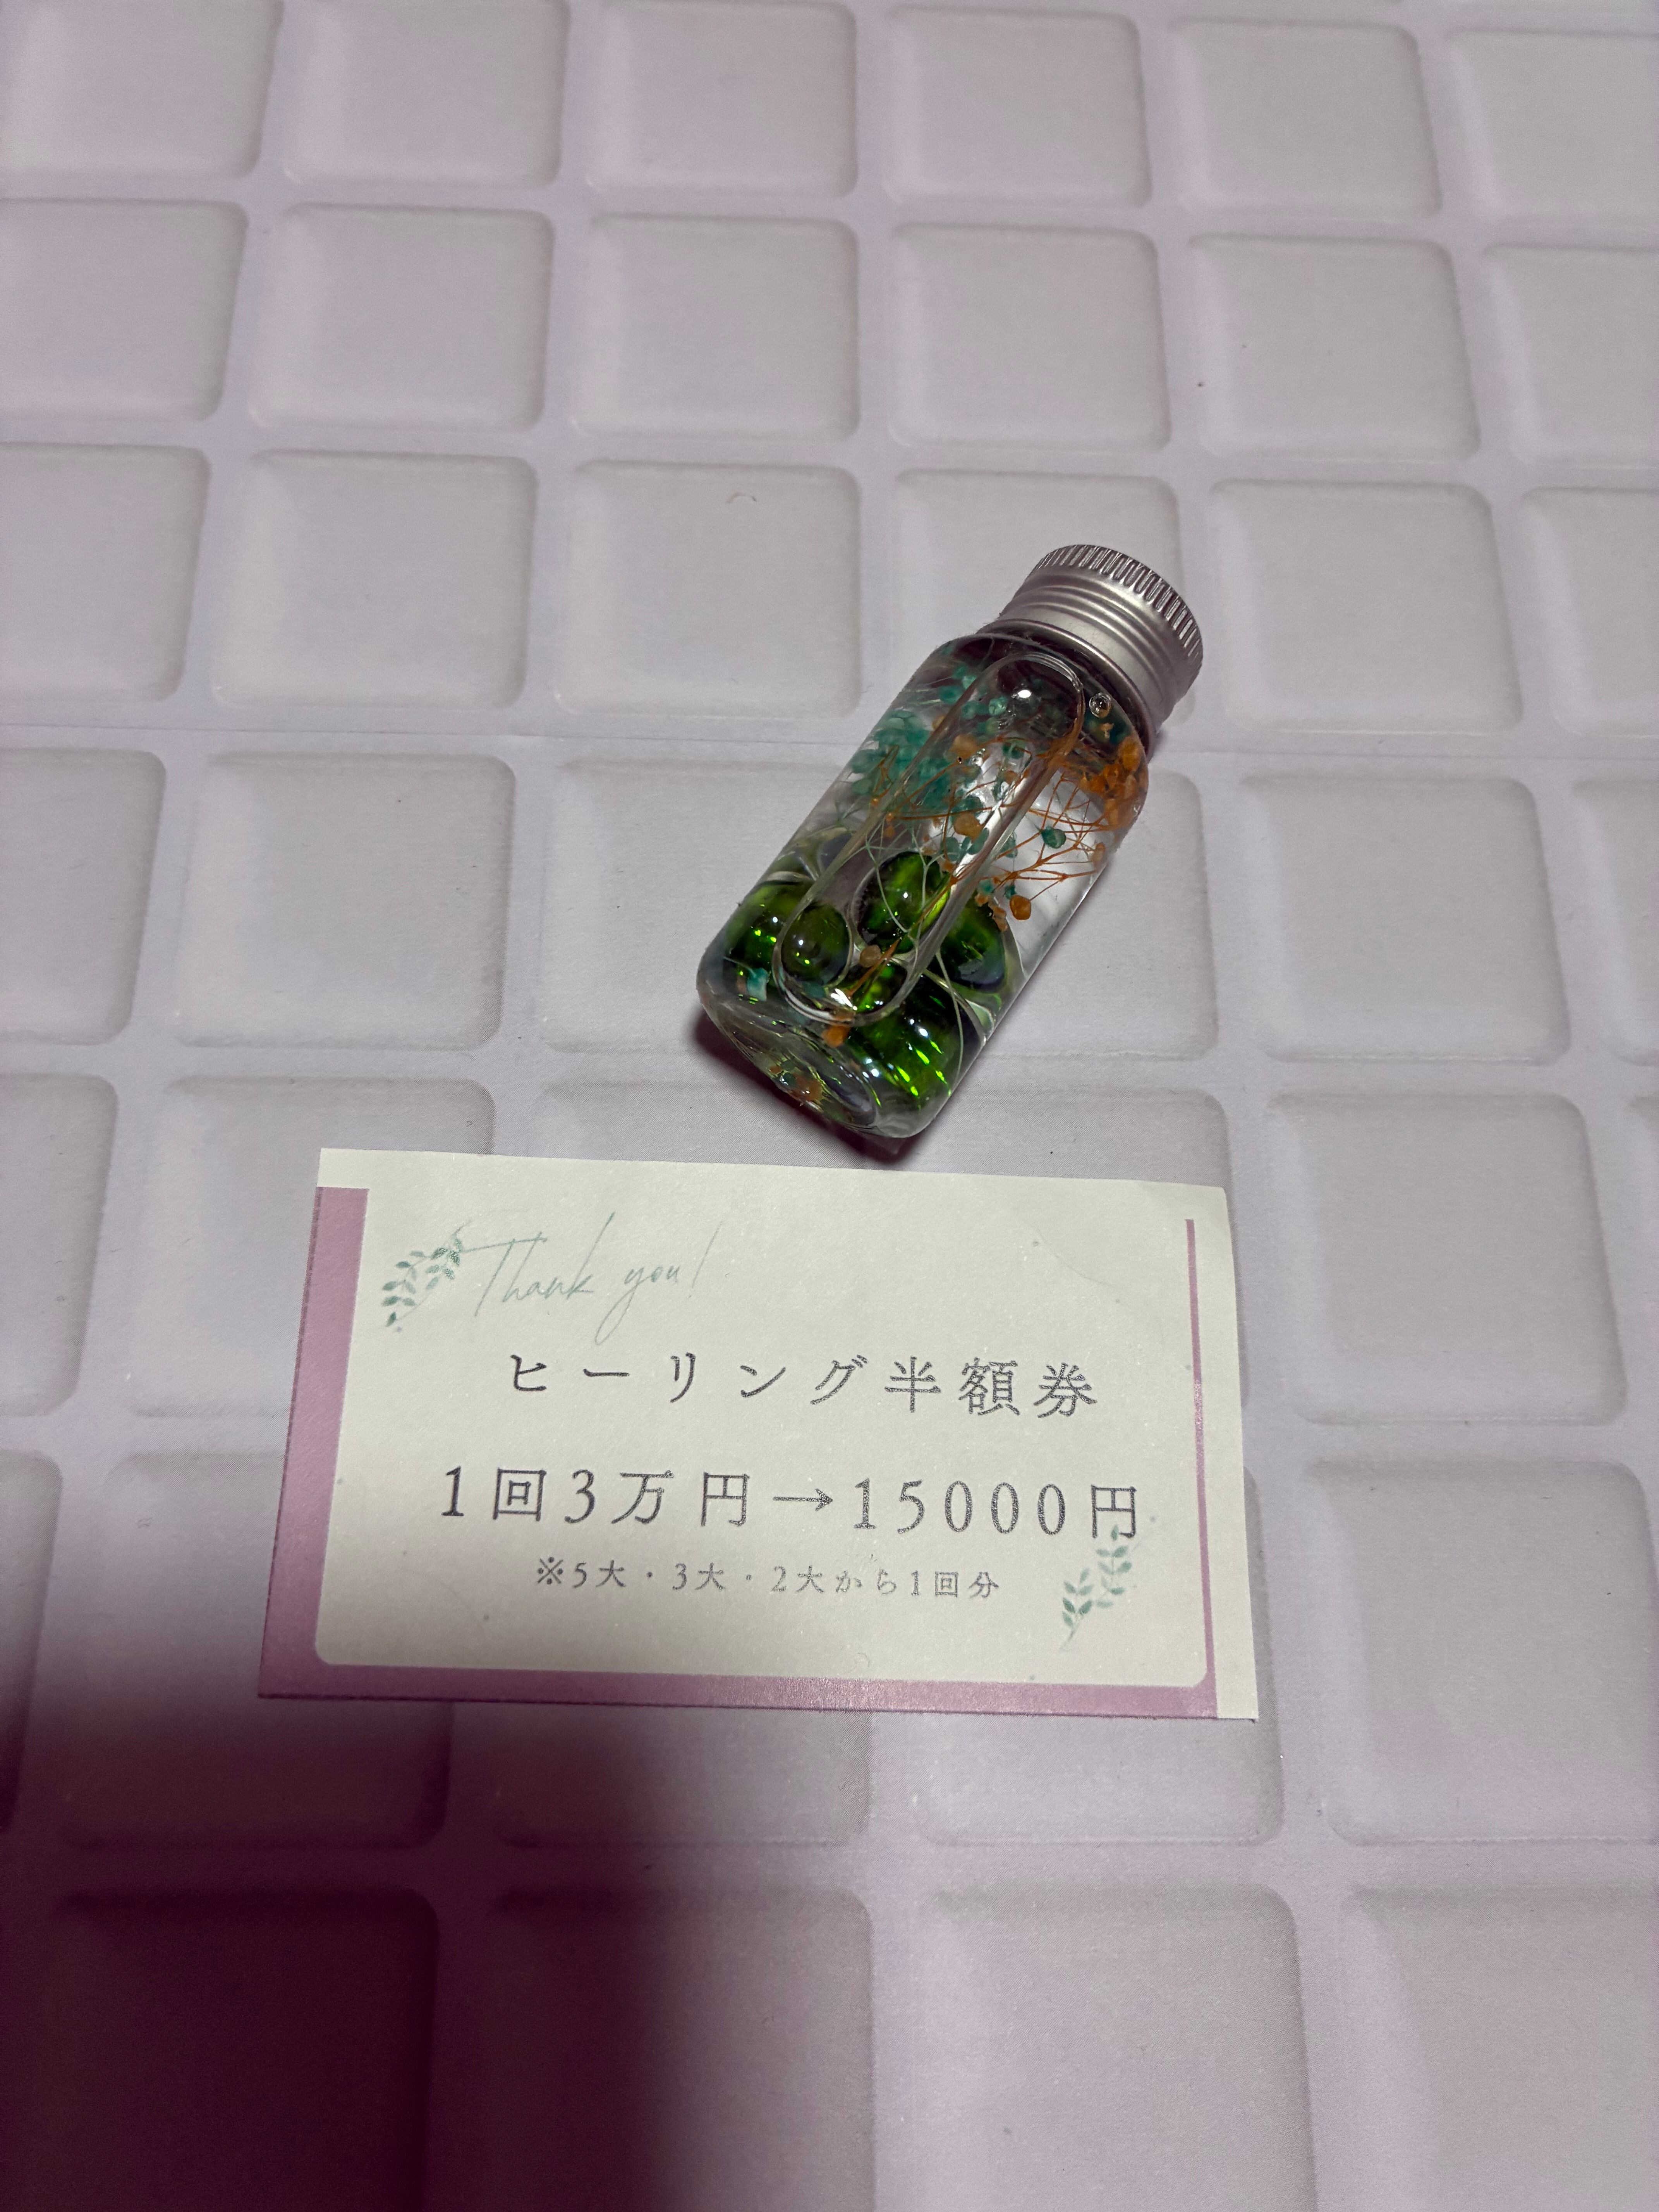 Thank you!
ヒーリング半額券
1回3万円→15000円
※5大・3大・2大から1回分